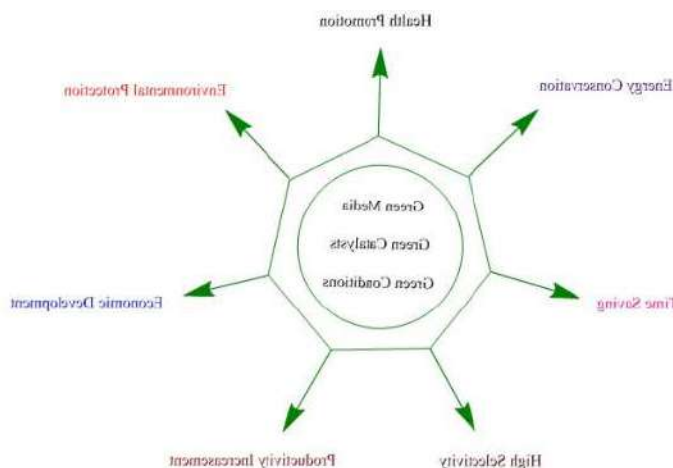 Health Promotion
Energy Conservation
Environmental Protection
Green Media
Green Catalysts
Green Conditions
Time Saving
Economic Development
High Selectivity
Productivity Increasement